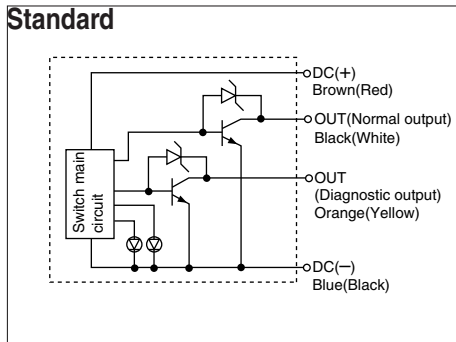 Standard
DC(+)
Brown(Red)
OUT(Normal output)
Black(White)
OUT
(Diagnostic output)
Orange(Yellow)
Switch main
circuit
DC(—)
Blue(Black)